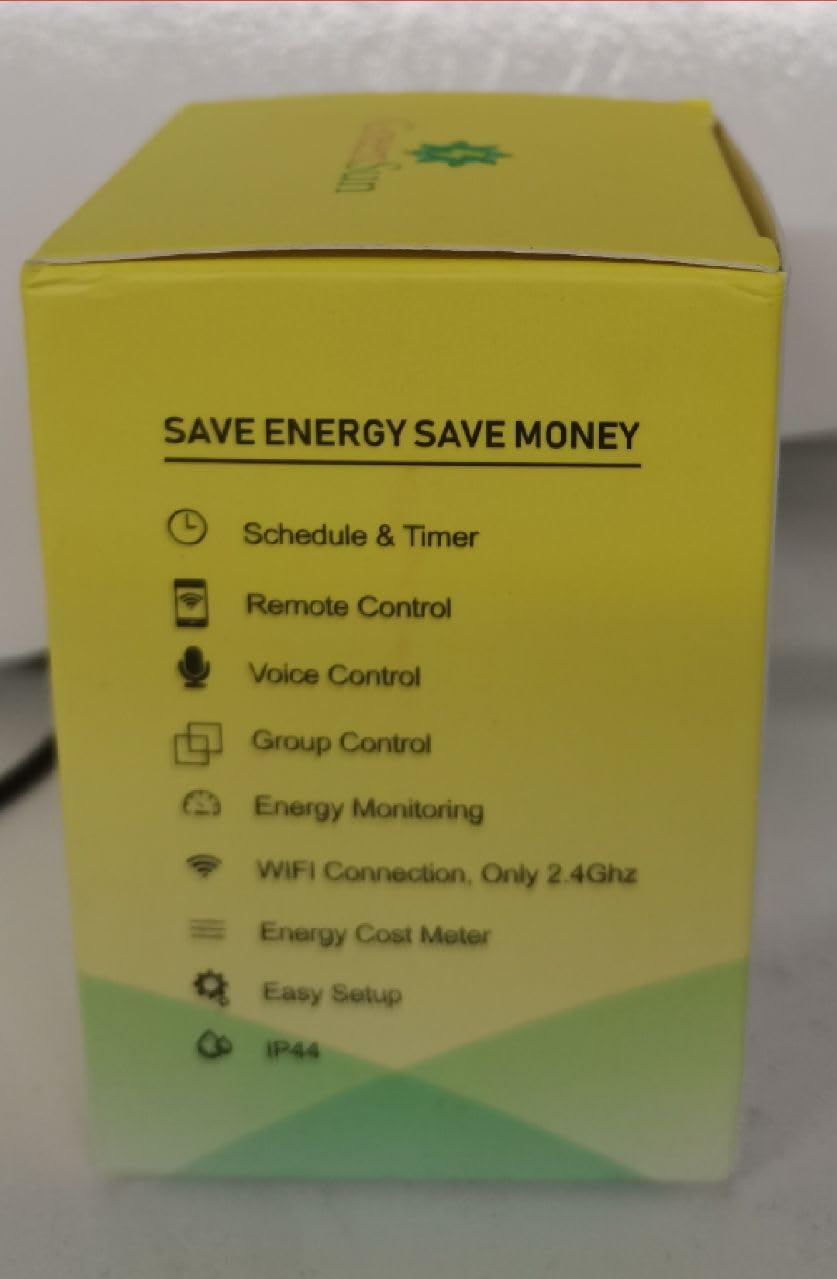 GreenSun
SAVE ENERGY SAVE MONEY
Schedule & Timer
Remote Control
Voice Control
Group Control
Energy Monitoring
WIFI Connection, Only 2.4Ghz
Energy Cost Meter
Easy Setup
IP44